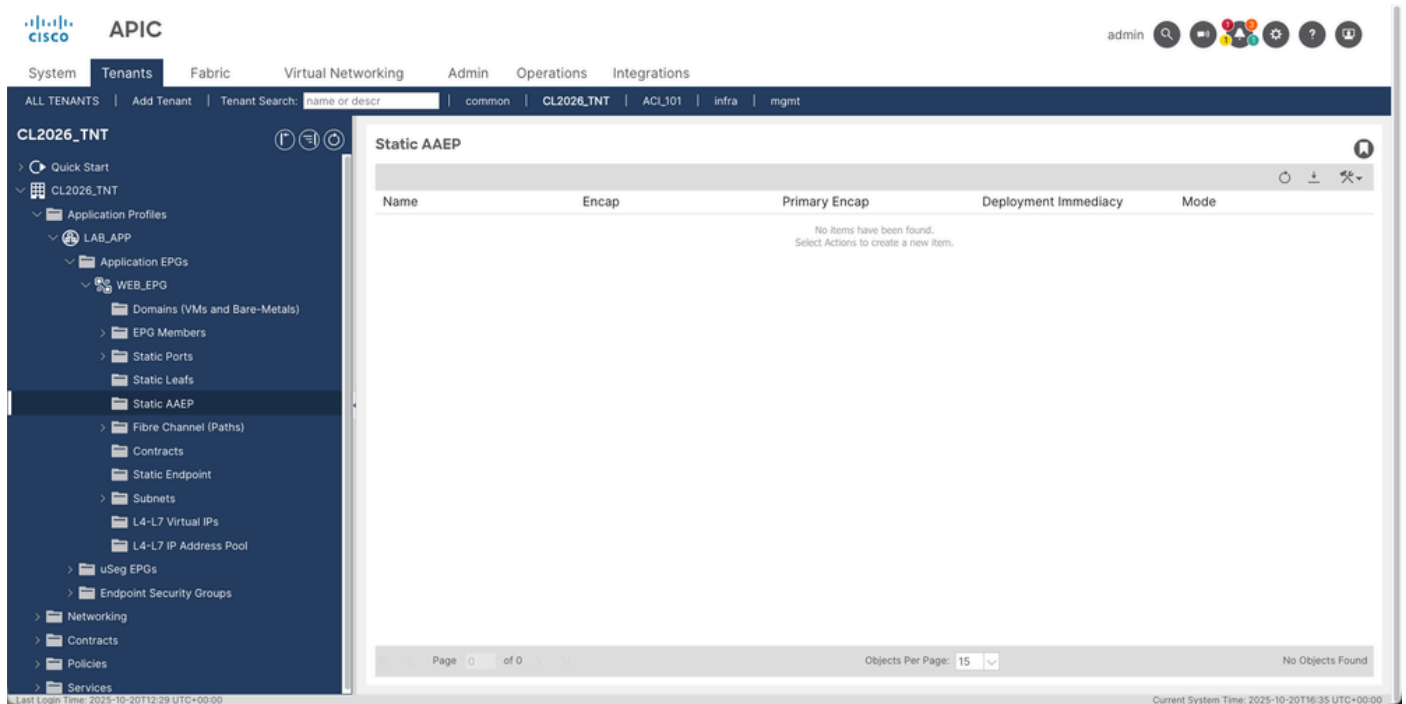 cisco
APIC
admin
1
3
1
1
System Tenants Fabric Virtual Networking Admin Operations Integrations
ALL TENANTS | Add Tenant | Tenant Search: name or descr | common | CL2026_TNT | ACI_101 | infra | mgmt
CL2026_TNT
Quick Start
CL2026_TNT
Application Profiles
LAB_APP
Application EPGs
WEB_EPG
Domains (VMs and Bare-Metals)
EPG Members
Static Ports
Static Leafs
Static AAEP
Fibre Channel (Paths)
Contracts
Static Endpoint
Subnets
L4-L7 Virtual IPs
L4-L7 IP Address Pool
uSeg EPGs
Endpoint Security Groups
Networking
Contracts
Policies
Services
Static AAEP
Name Encap Primary Encap Deployment Immediacy Mode
No items have been found.
Select Actions to create a new item.
Page 0 of 0 Objects Per Page: 15 No Objects Found
Last Login Time: 2025-10-20T12:29 UTC+00:00 Current System Time: 2025-10-20T16:35 UTC+00:00